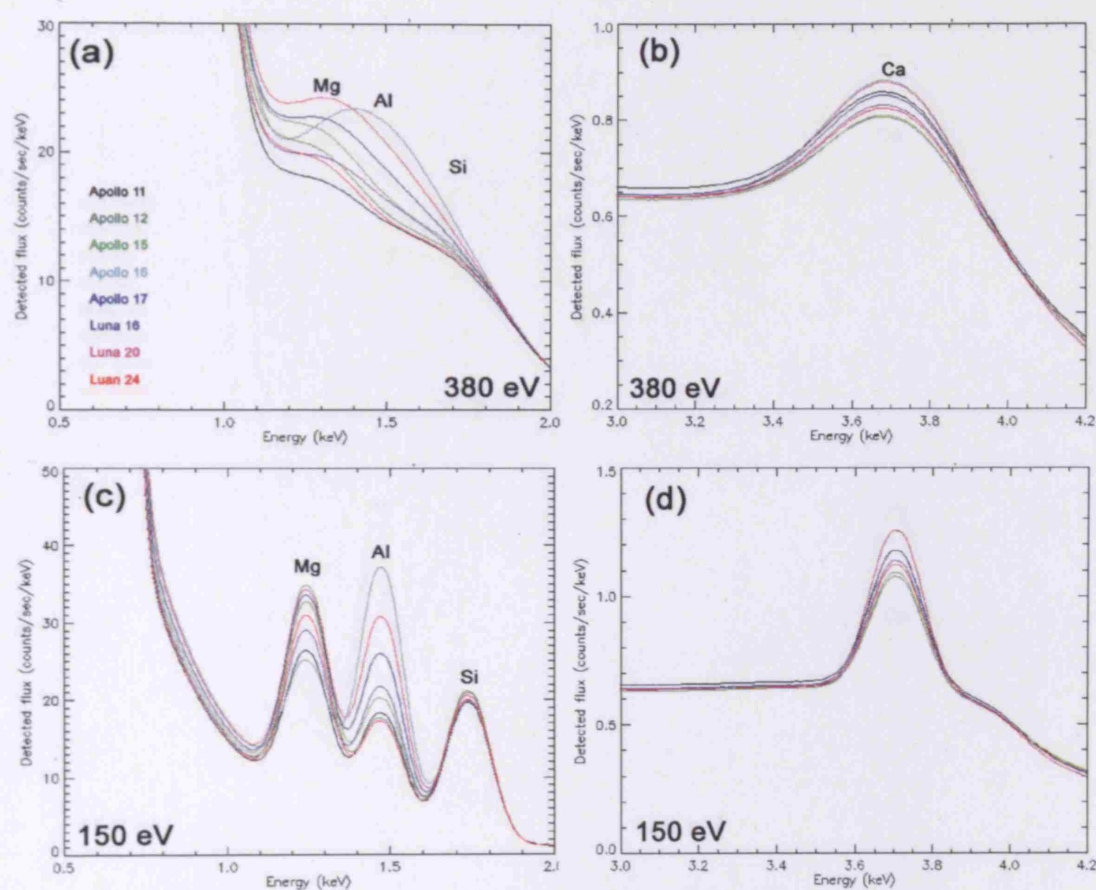 (a)
Mg
Al
Si
Apollo 11
Apollo 12
Apollo 15
Apollo 16
Apollo 17
Luna 16
Luna 20
Luan 24
380 eV
30
20
10
0
Detected flux (counts/sec/keV)
0.5 1.0 1.5 2.0
Energy (keV)
(b)
Ca
380 eV
1.0
0.8
0.6
0.4
0.2
Detected flux (counts/sec/keV)
3.0 3.2 3.4 3.6 3.8 4.0 4.2
Energy (keV)
(c)
Mg
Al
Si
150 eV
50
40
30
20
10
0
Detected flux (counts/sec/keV)
0.5 1.0 1.5 2.0
Energy (keV)
(d)
150 eV
1.5
1.0
0.5
0.0
Detected flux (counts/sec/keV)
3.0 3.2 3.4 3.6 3.8 4.0 4.2
Energy (keV)